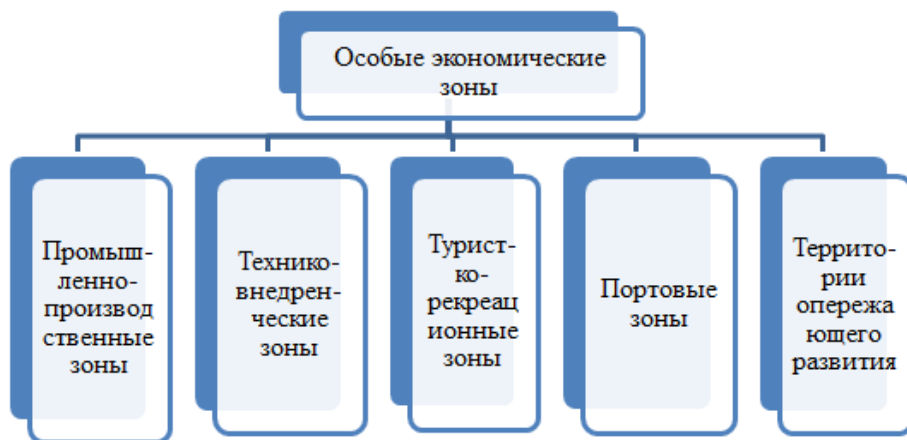 Особые экономические
зоны
Промыш-
ленно-
производ
ственные
зоны
Технико-
внедрен-
ческие
зоны
Турист-
ко-
рекреац
ионные
зоны
Портовые
зоны
Террито-
рии
опережа
ющего
развития